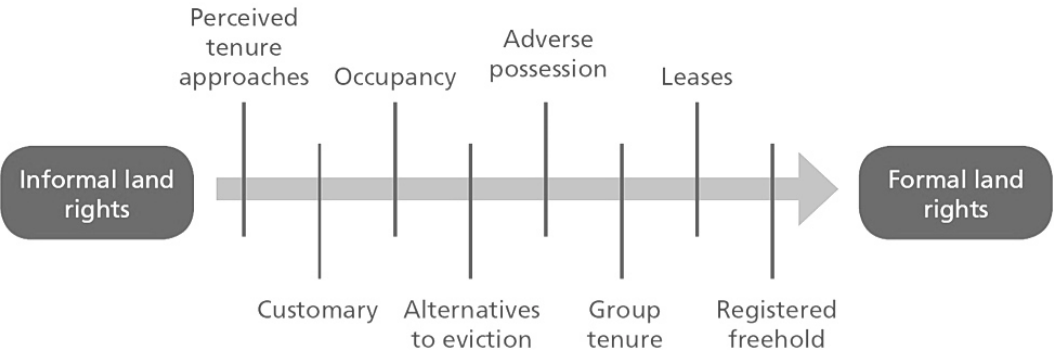 Perceived
tenure
approaches
Occupancy
Adverse
possession
Leases
Informal land
rights
Formal land
rights
Customary
Alternatives
to eviction
Group
tenure
Registered
freehold